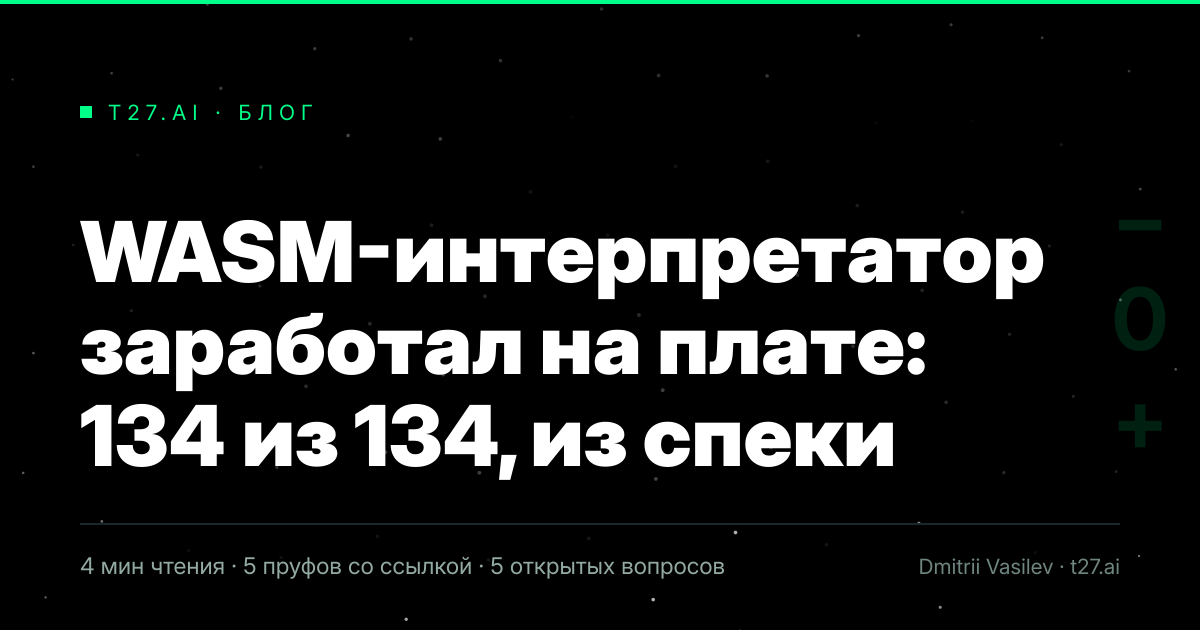 T27.AI · БЛОГ
WASM-интерпретатор
заработал на плате:
134 из 134, из спеки
−
0
+
4 мин чтения · 5 пруфов со ссылкой · 5 открытых вопросов
Dmitrii Vasilev · t27.ai